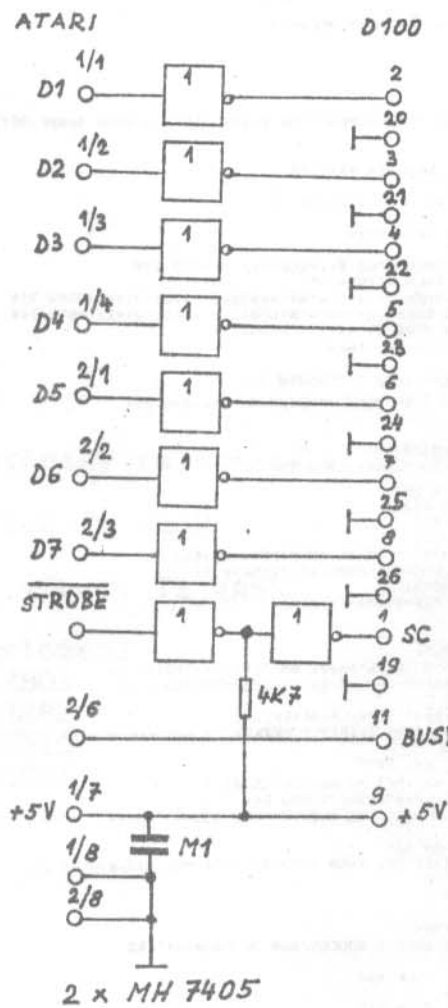 ATARI D100
1/1
D1 1 2
20
1/2
D2 1 3
21
1/3
D3 1 4
22
1/4
D4 1 5
23
2/1
D5 1 6
24
2/2
D6 1 7
25
2/3
D7 1 8
26
STROBE 1 1 1 SC
19
4K7
2/6 11 BUSY
1/7 9
+5V +5V
M1
1/8
2/8
2 x MH 7405